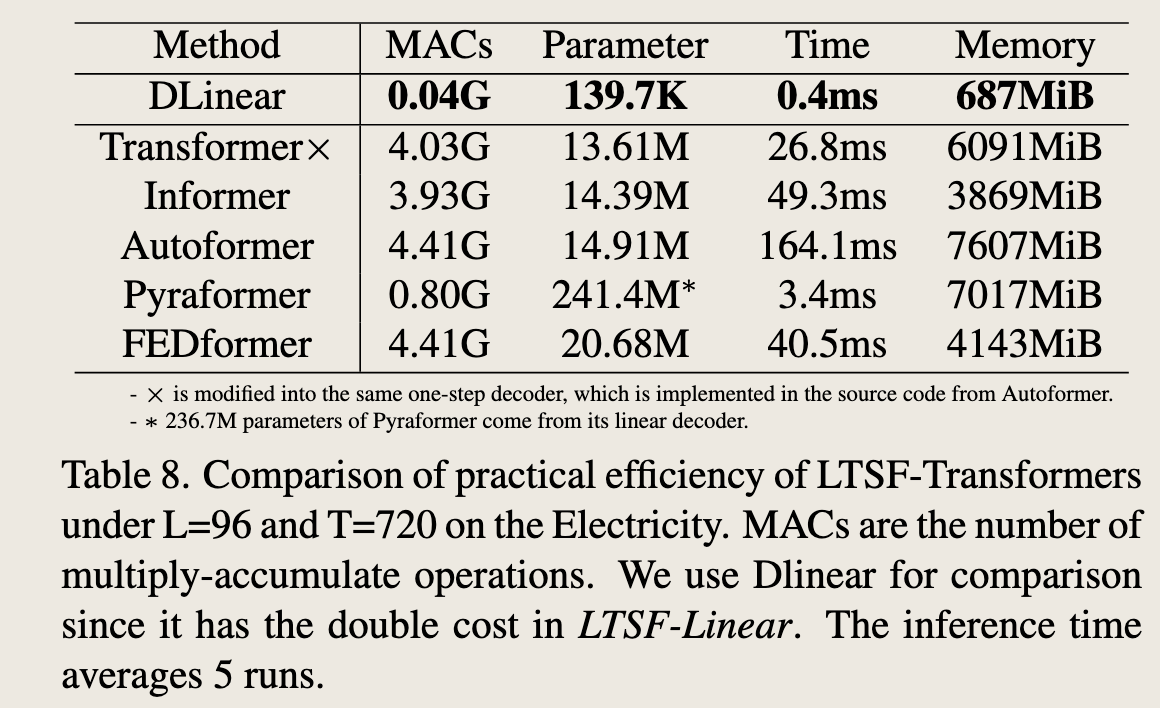 Method MACs Parameter Time Memory
DLinear 0.04G 139.7K 0.4ms 687MiB
Transformer× 4.03G 13.61M 26.8ms 6091MiB
Informer 3.93G 14.39M 49.3ms 3869MiB
Autoformer 4.41G 14.91M 164.1ms 7607MiB
Pyraformer 0.80G 241.4M* 3.4ms 7017MiB
FEDformer 4.41G 20.68M 40.5ms 4143MiB
- × is modified into the same one-step decoder, which is implemented in the source code from Autoformer.
- * 236.7M parameters of Pyraformer come from its linear decoder.
Table 8. Comparison of practical efficiency of LTSF-Transformers
under L=96 and T=720 on the Electricity. MACs are the number of
multiply-accumulate operations. We use Dlinear for comparison
since it has the double cost in LTSF-Linear. The inference time
averages 5 runs.